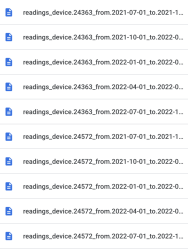 readings_device.24363_from.2021-07-01_to.2021-1...
readings_device.24363_from.2021-10-01_to.2022-0...
readings_device.24363_from.2022-01-01_to.2022-0...
readings_device.24363_from.2022-04-01_to.2022-0...
readings_device.24363_from.2022-07-01_to.2022-1...
readings_device.24572_from.2021-07-01_to.2021-1...
readings_device.24572_from.2021-10-01_to.2022-0...
readings_device.24572_from.2022-01-01_to.2022-0...
readings_device.24572_from.2022-04-01_to.2022-0...
readings_device.24572_from.2022-07-01_to.2022-1...